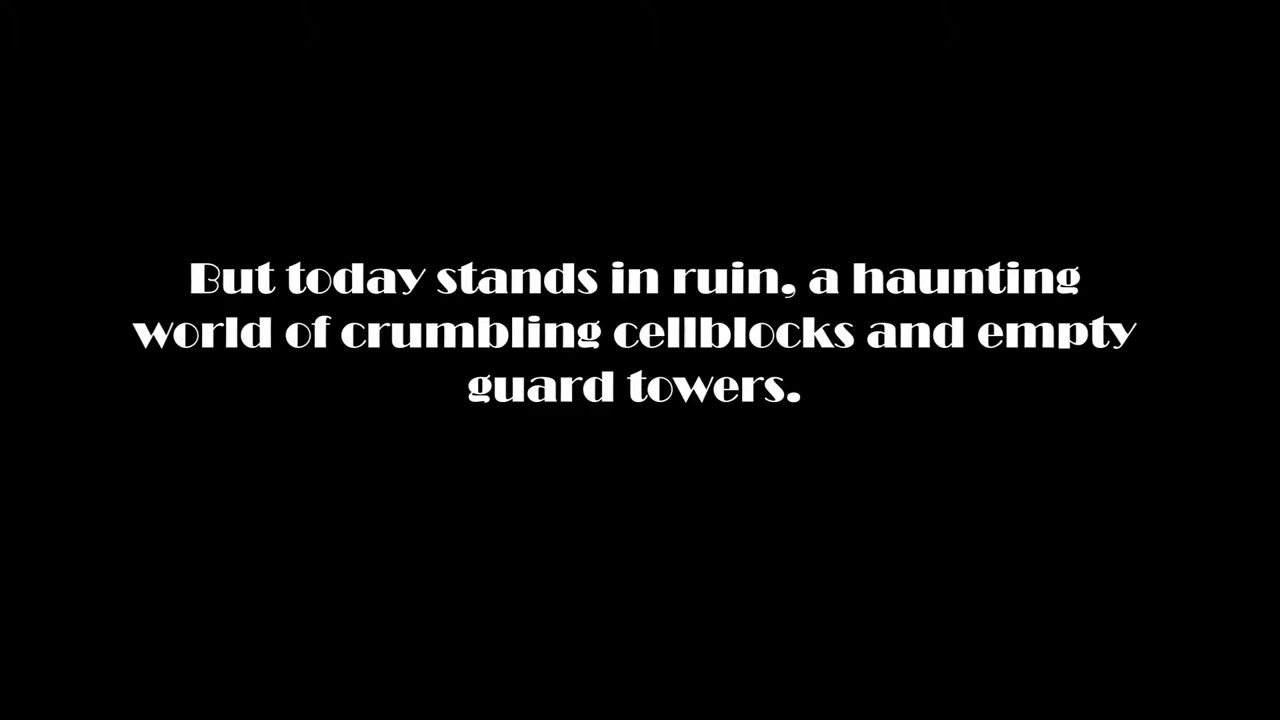 But today stands in ruin, a haunting
world of crumbling cellblocks and empty
guard towers.